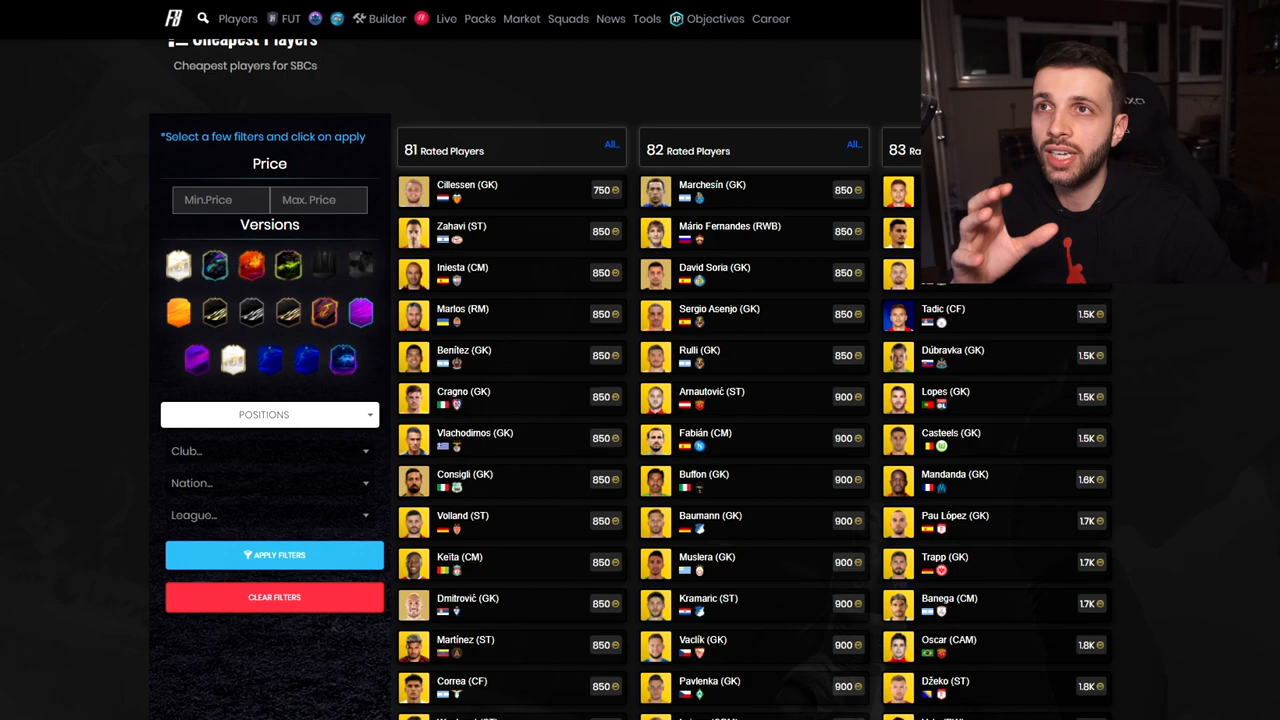 Players FUT Builder Live Packs Market Squads News Tools XP Objectives Career
Cheapest Players
Cheapest players for SBCs
*Select a few filters and click on apply
Price
Min.Price Max. Price
Versions
POSITIONS
Club...
Nation...
League...
APPLY FILTERS
CLEAR FILTERS
81 Rated Players All..
Cillessen (GK) 750
Zahavi (ST) 850
Iniesta (CM) 850
Marlos (RM) 850
Benítez (GK) 850
Cragno (GK) 850
Vlachodimos (GK) 850
Consigli (GK) 850
Volland (ST) 850
Keïta (CM) 850
Dmitrović (GK) 850
Martínez (ST) 850
Correa (CF) 850
82 Rated Players All..
Marchesín (GK) 850
Mário Fernandes (RWB) 850
David Soria (GK) 850
Sergio Asenjo (GK) 850
Rulli (GK) 850
Arnautović (ST) 900
Fabián (CM) 900
Buffon (GK) 900
Baumann (GK) 900
Muslera (GK) 900
Kramaric (ST) 900
Vaclík (GK) 900
Pavlenka (GK) 900
83 Ra
Tadic (CF) 1.5K
Dúbravka (GK) 1.5K
Lopes (GK) 1.5K
Casteels (GK) 1.5K
Mandanda (GK) 1.6K
Pau López (GK) 1.7K
Trapp (GK) 1.7K
Banega (CM) 1.7K
Oscar (CAM) 1.8K
Džeko (ST) 1.8K